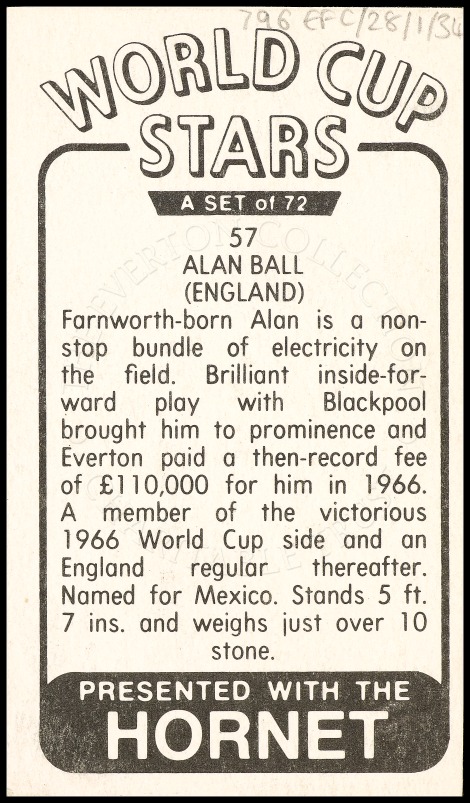 796 EFC/28/1/34
WORLD CUP
STARS
A SET of 72
57
ALAN BALL
(ENGLAND)
Farnworth-born Alan is a non-
stop bundle of electricity on
the field. Brilliant inside-for-
ward play with Blackpool
brought him to prominence and
Everton paid a then-record fee
of £110,000 for him in 1966.
A member of the victorious
1966 World Cup side and an
England regular thereafter.
Named for Mexico. Stands 5 ft.
7 ins. and weighs just over 10
stone.
PRESENTED WITH THE
HORNET